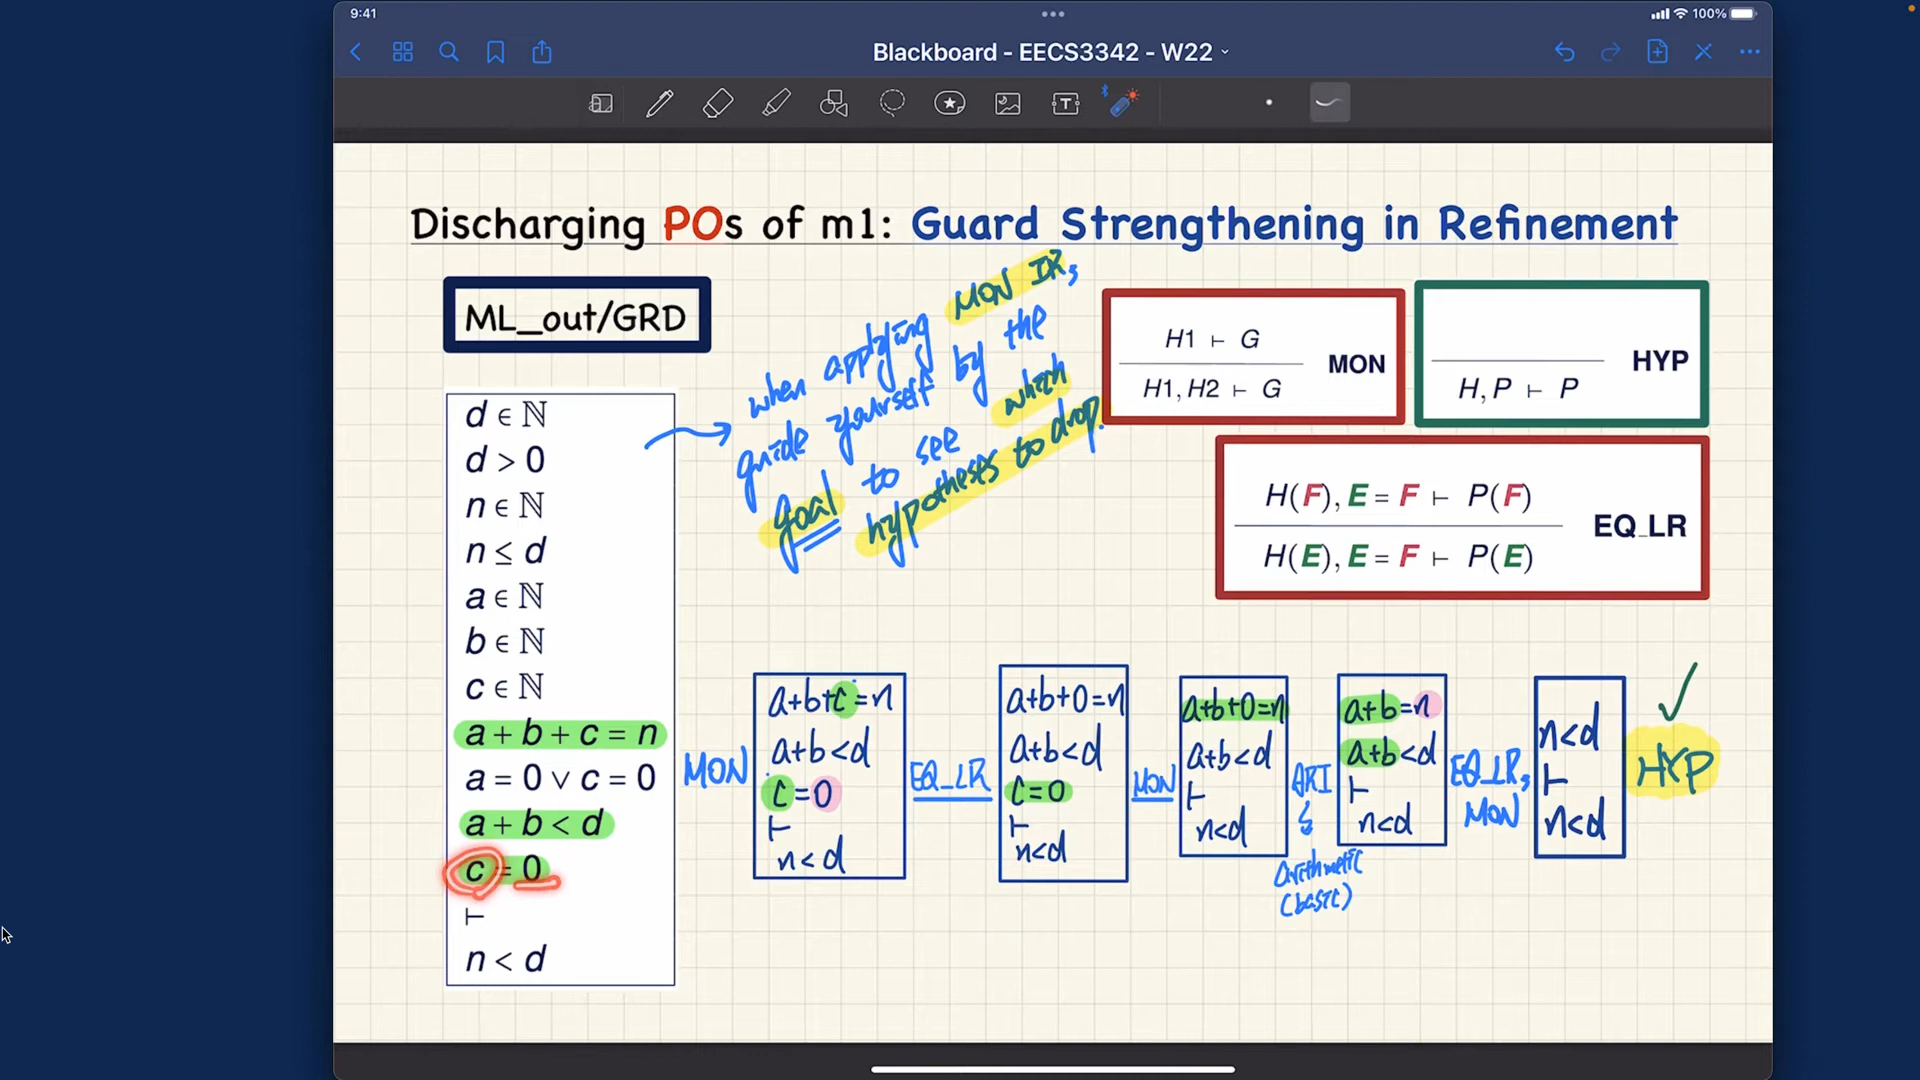 9:41
100%
Blackboard - EECS3342 - W22
Discharging POs of m1: Guard Strengthening in Refinement
ML_out/GRD
when applying MON IR,
guide yourself by the
goal to see which
hypotheses to drop.
H1 ⊢ G
H1, H2 ⊢ G
MON
H, P ⊢ P
HYP
H(F), E = F ⊢ P(F)
H(E), E = F ⊢ P(E)
EQ_LR
d ∈ ℕ
d > 0
n ∈ ℕ
n ≤ d
a ∈ ℕ
b ∈ ℕ
c ∈ ℕ
a + b + c = n
a = 0 ∨ c = 0
a + b < d
c = 0
⊢
n < d
MON
a+b+c=n
a+b<d
c=0
⊢
n<d
EQ_LR
a+b+0=n
a+b<d
c=0
⊢
n<d
MON
a+b+0=n
a+b<d
⊢
n<d
ARI
Arithmetic
(basic)
a+b=n
a+b<d
⊢
n<d
EQ_LR,
MON
n<d
⊢
n<d
HYP